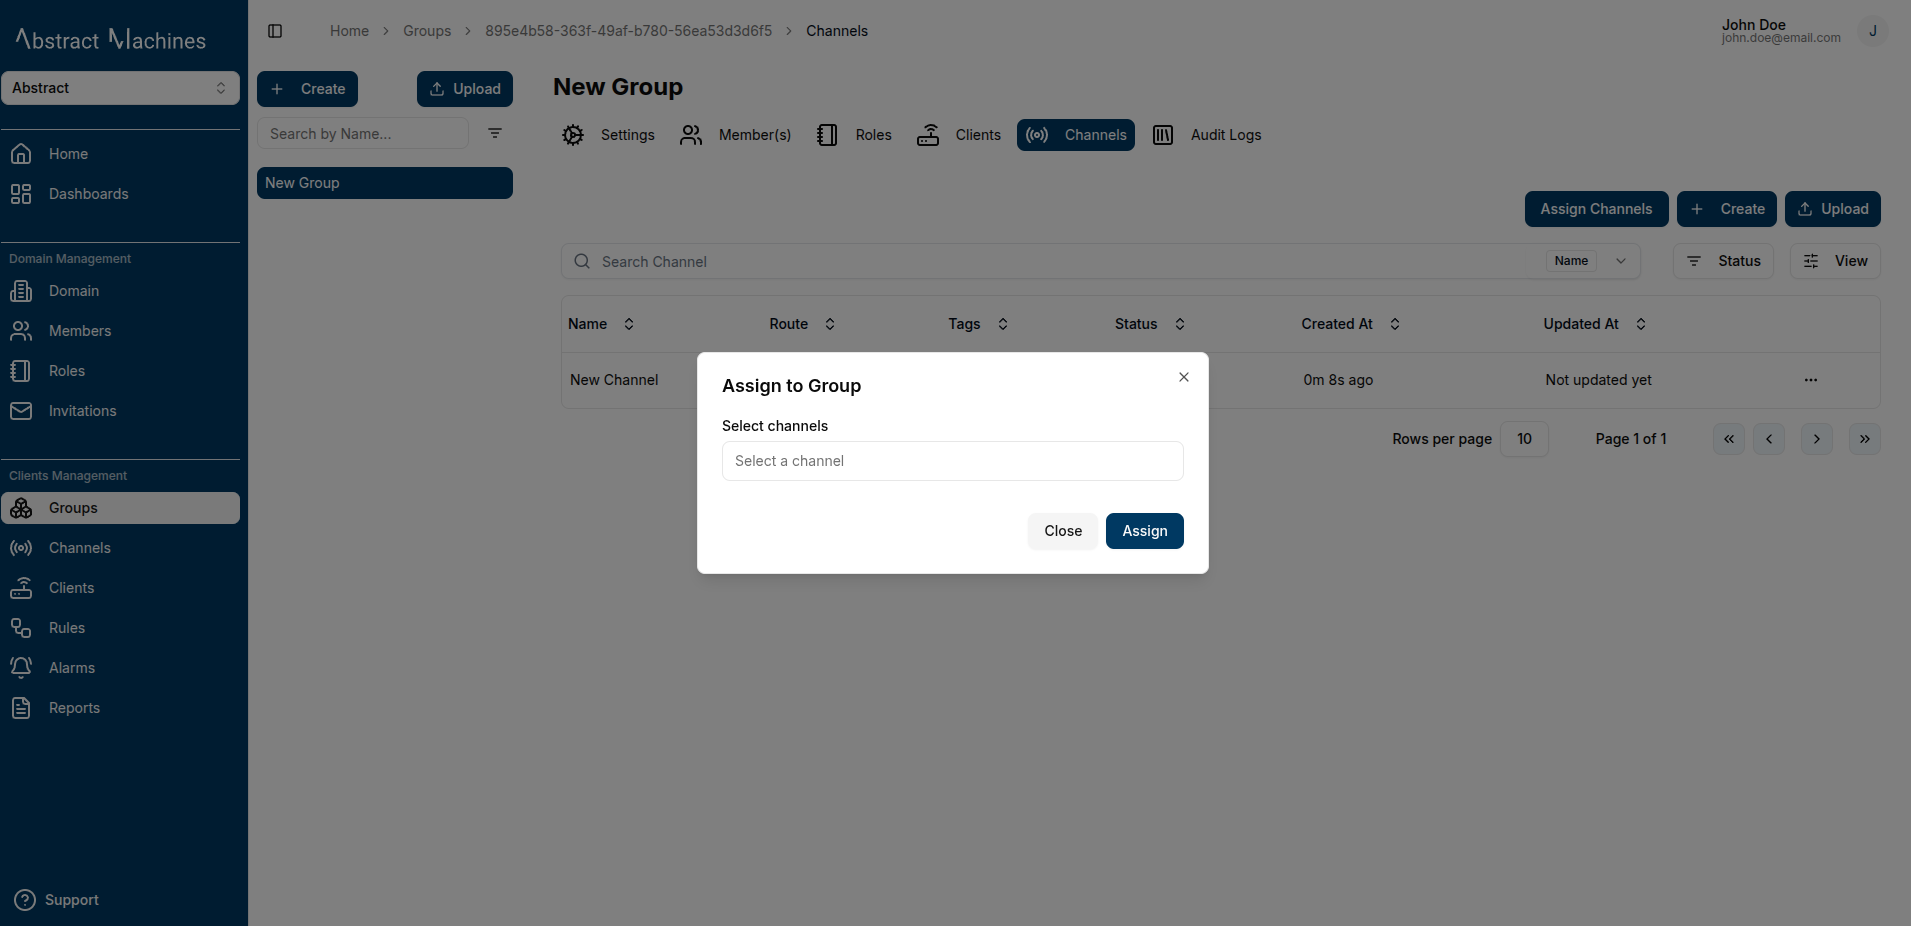 Abstract Machines
Abstract
Home
Dashboards
Domain Management
Domain
Members
Roles
Invitations
Clients Management
Groups
Channels
Clients
Rules
Alarms
Reports
Support
Home > Groups > 895e4b58-363f-49af-b780-56ea53d3d6f5 > Channels
John Doe
john.doe@email.com
J
Create
Upload
Search by Name...
New Group
New Group
Settings
Member(s)
Roles
Clients
Channels
Audit Logs
Assign Channels
Create
Upload
Search Channel
Name
Status
View
Name Route Tags Status Created At Updated At
New Channel 0m 8s ago Not updated yet
Rows per page 10 Page 1 of 1
Assign to Group
Select channels
Select a channel
Close
Assign